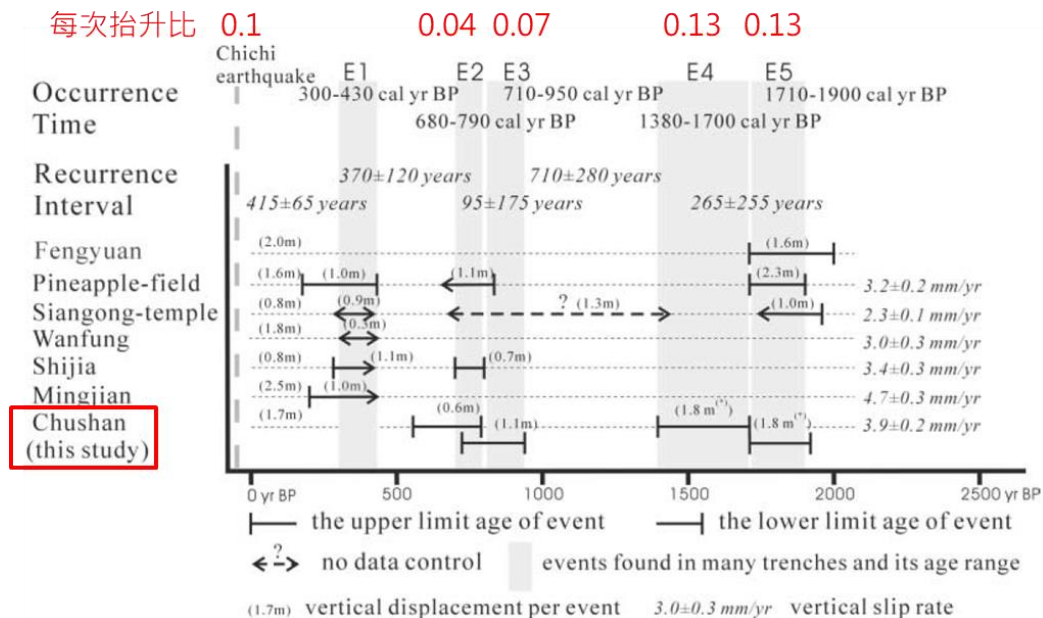 每次抬升比 0.1 0.04 0.07 0.13 0.13
Chichi
earthquake
E1 E2 E3 E4 E5
Occurrence
Time
300-430 cal yr BP 710-950 cal yr BP 1710-1900 cal yr BP
680-790 cal yr BP 1380-1700 cal yr BP
Recurrence
Interval
370±120 years 710±280 years
415±65 years 95±175 years 265±255 years
Fengyuan (2.0m) (1.6m)
Pineapple-field (1.6m) (1.0m) (1.1m) (2.3m) 3.2±0.2 mm/yr
Siangong-temple (0.8m) (0.9m) ? (1.3m) (1.0m) 2.3±0.1 mm/yr
Wanfung (1.8m) (0.3m) 3.0±0.3 mm/yr
Shijia (0.8m) (1.1m) (0.7m) 3.4±0.3 mm/yr
Mingjian (2.5m) (1.0m) 4.7±0.3 mm/yr
Chushan (1.7m) (0.6m) (1.1m) (1.8 m(*)) (1.8 m(*)) 3.9±0.2 mm/yr
(this study)
0 yr BP 500 1000 1500 2000 2500 yr BP
the upper limit age of event the lower limit age of event
? no data control events found in many trenches and its age range
(1.7m) vertical displacement per event 3.0±0.3 mm/yr vertical slip rate